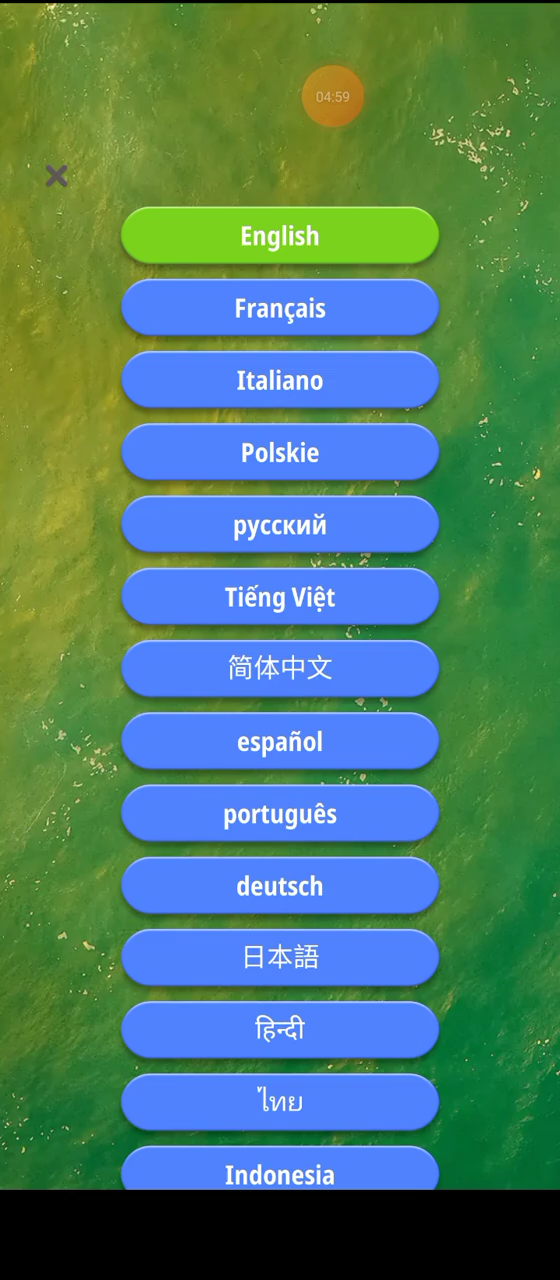 04:59
English
Français
Italiano
Polskie
русский
Tiếng Việt
简体中文
español
português
deutsch
日本語
हिन्दी
ไทย
Indonesia